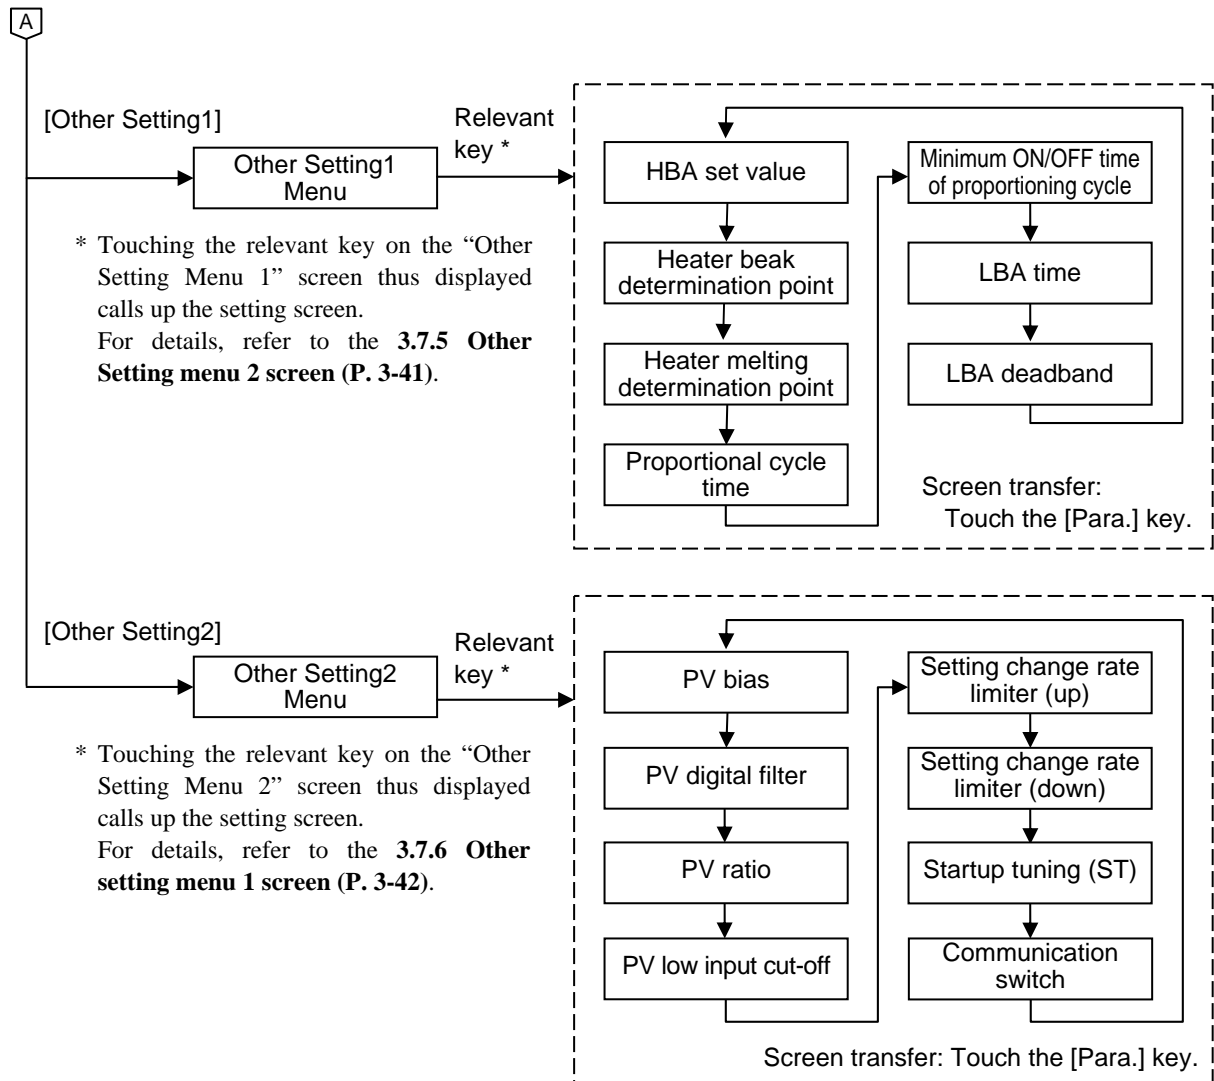 A
[Other Setting1]
Other Setting1
Menu
Relevant
key *
* Touching the relevant key on the “Other
Setting Menu 1” screen thus displayed
calls up the setting screen.
For details, refer to the 3.7.5 Other
Setting menu 2 screen (P. 3-41).
HBA set value
Heater beak
determination point
Heater melting
determination point
Proportional cycle
time
Minimum ON/OFF time
of proportioning cycle
LBA time
LBA deadband
Screen transfer:
Touch the [Para.] key.
[Other Setting2]
Other Setting2
Menu
Relevant
key *
* Touching the relevant key on the “Other
Setting Menu 2” screen thus displayed
calls up the setting screen.
For details, refer to the 3.7.6 Other
setting menu 1 screen (P. 3-42).
PV bias
PV digital filter
PV ratio
PV low input cut-off
Setting change rate
limiter (up)
Setting change rate
limiter (down)
Startup tuning (ST)
Communication
switch
Screen transfer: Touch the [Para.] key.